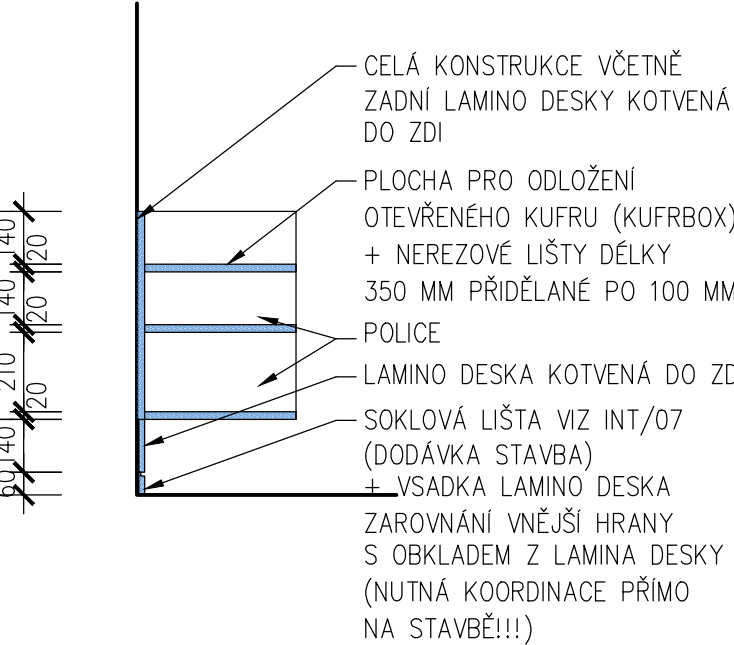 CELÁ KONSTRUKCE VČETNĚ
ZADNÍ LAMINO DESKY KOTVENÁ
DO ZDI
PLOCHA PRO ODLOŽENÍ
OTEVŘENÉHO KUFRU (KUFRBOX)
+ NEREZOVÉ LIŠTY DÉLKY
350 MM PŘIDĚLANÉ PO 100 MM
POLICE
LAMINO DESKA KOTVENÁ DO ZD
SOKLOVÁ LIŠTA VIZ INT/07
(DODÁVKA STAVBA)
+ VSADKA LAMINO DESKA
ZAROVNÁNÍ VNĚJŠÍ HRANY
S OBKLADEM Z LAMINA DESKY
(NUTNÁ KOORDINACE PŘÍMO
NA STAVBĚ!!!)
140
20
140
20
210
20
140
60